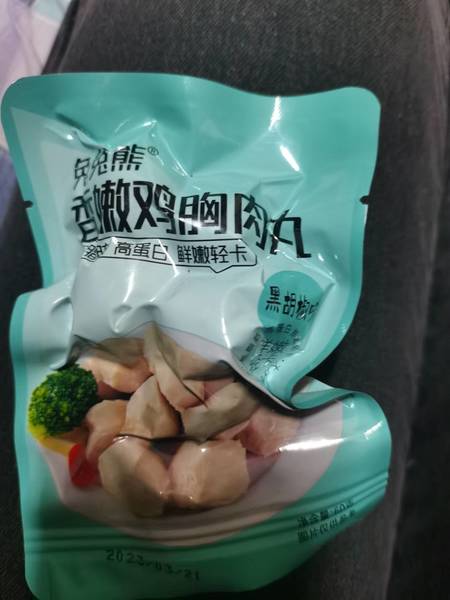 兔兔熊®
香嫩鸡胸肉丸
高蛋白 鲜嫩轻卡
黑胡椒味
2023/03/21